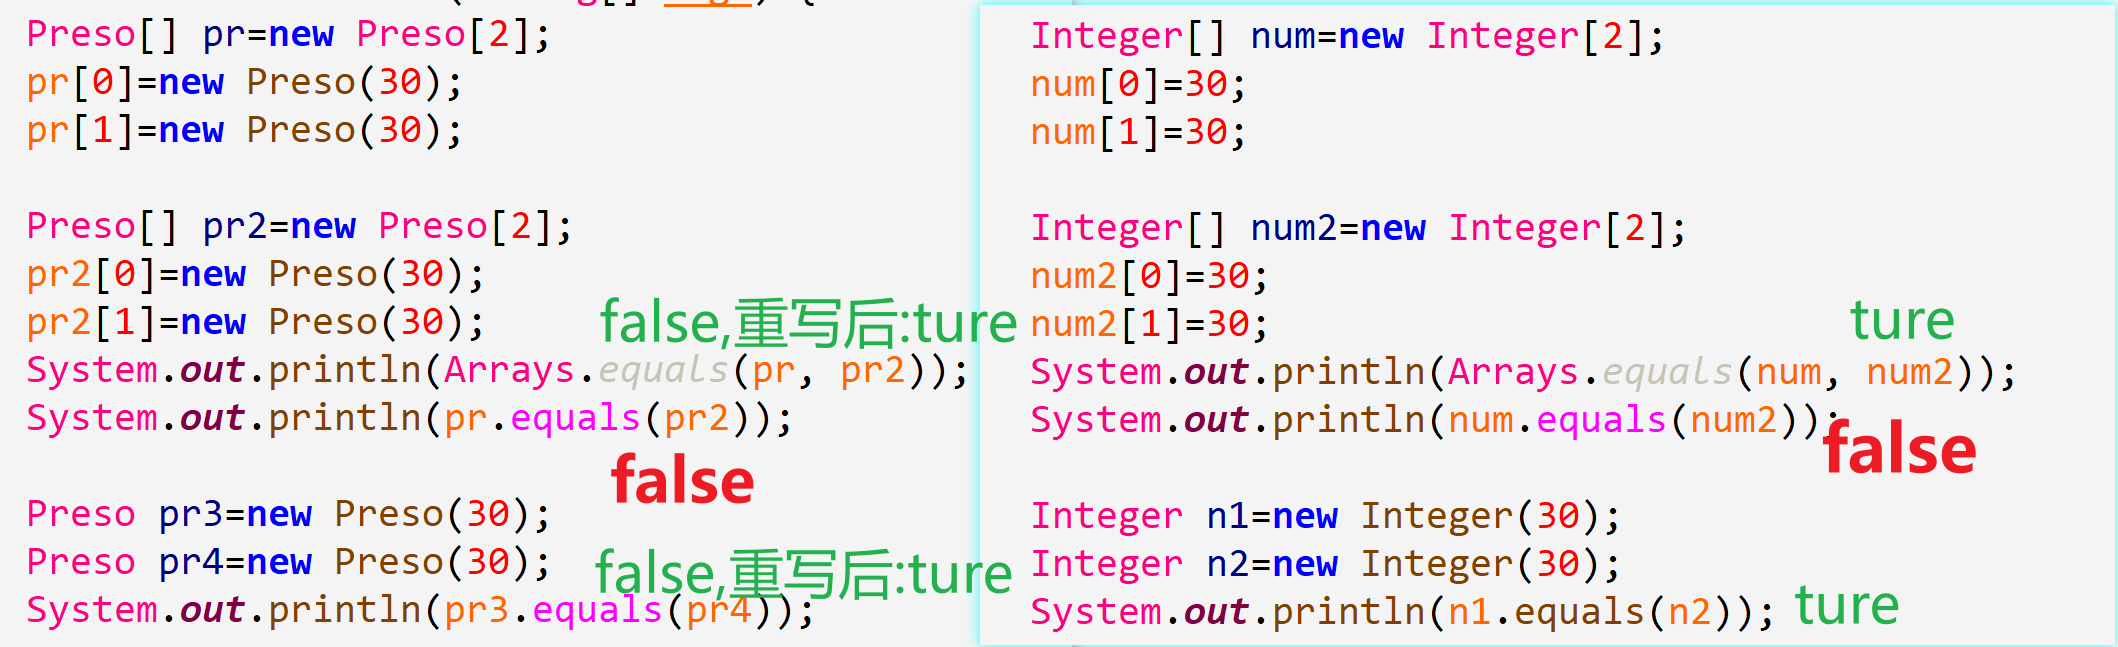 Preso[] pr=new Preso[2];
pr[0]=new Preso(30);
pr[1]=new Preso(30);
Preso[] pr2=new Preso[2];
pr2[0]=new Preso(30);
pr2[1]=new Preso(30);
false,重写后:ture
System.out.println(Arrays.equals(pr, pr2));
System.out.println(pr.equals(pr2));
false
Preso pr3=new Preso(30);
Preso pr4=new Preso(30);
false,重写后:ture
System.out.println(pr3.equals(pr4));
Integer[] num=new Integer[2];
num[0]=30;
num[1]=30;
Integer[] num2=new Integer[2];
num2[0]=30;
num2[1]=30;
ture
System.out.println(Arrays.equals(num, num2));
System.out.println(num.equals(num2));
false
Integer n1=new Integer(30);
Integer n2=new Integer(30);
System.out.println(n1.equals(n2)); ture